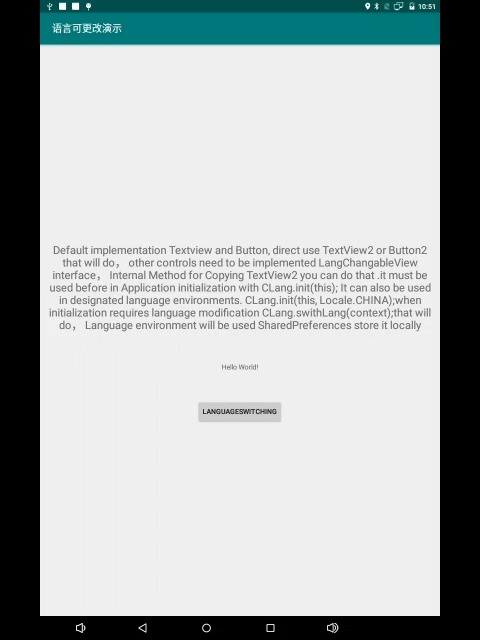 10:51
语言可更改演示
Default implementation Textview and Button, direct use TextView2 or Button2
that will do， other controls need to be implemented LangChangableView
interface， Internal Method for Copying TextView2 you can do that .it must be
used before in Application initialization with CLang.init(this); It can also be used
in designated language environments. CLang.init(this, Locale.CHINA);when
initialization requires language modification CLang.swithLang(context);that will
do， Language environment will be used SharedPreferences store it locally
Hello World!
LANGUAGESWITCHING